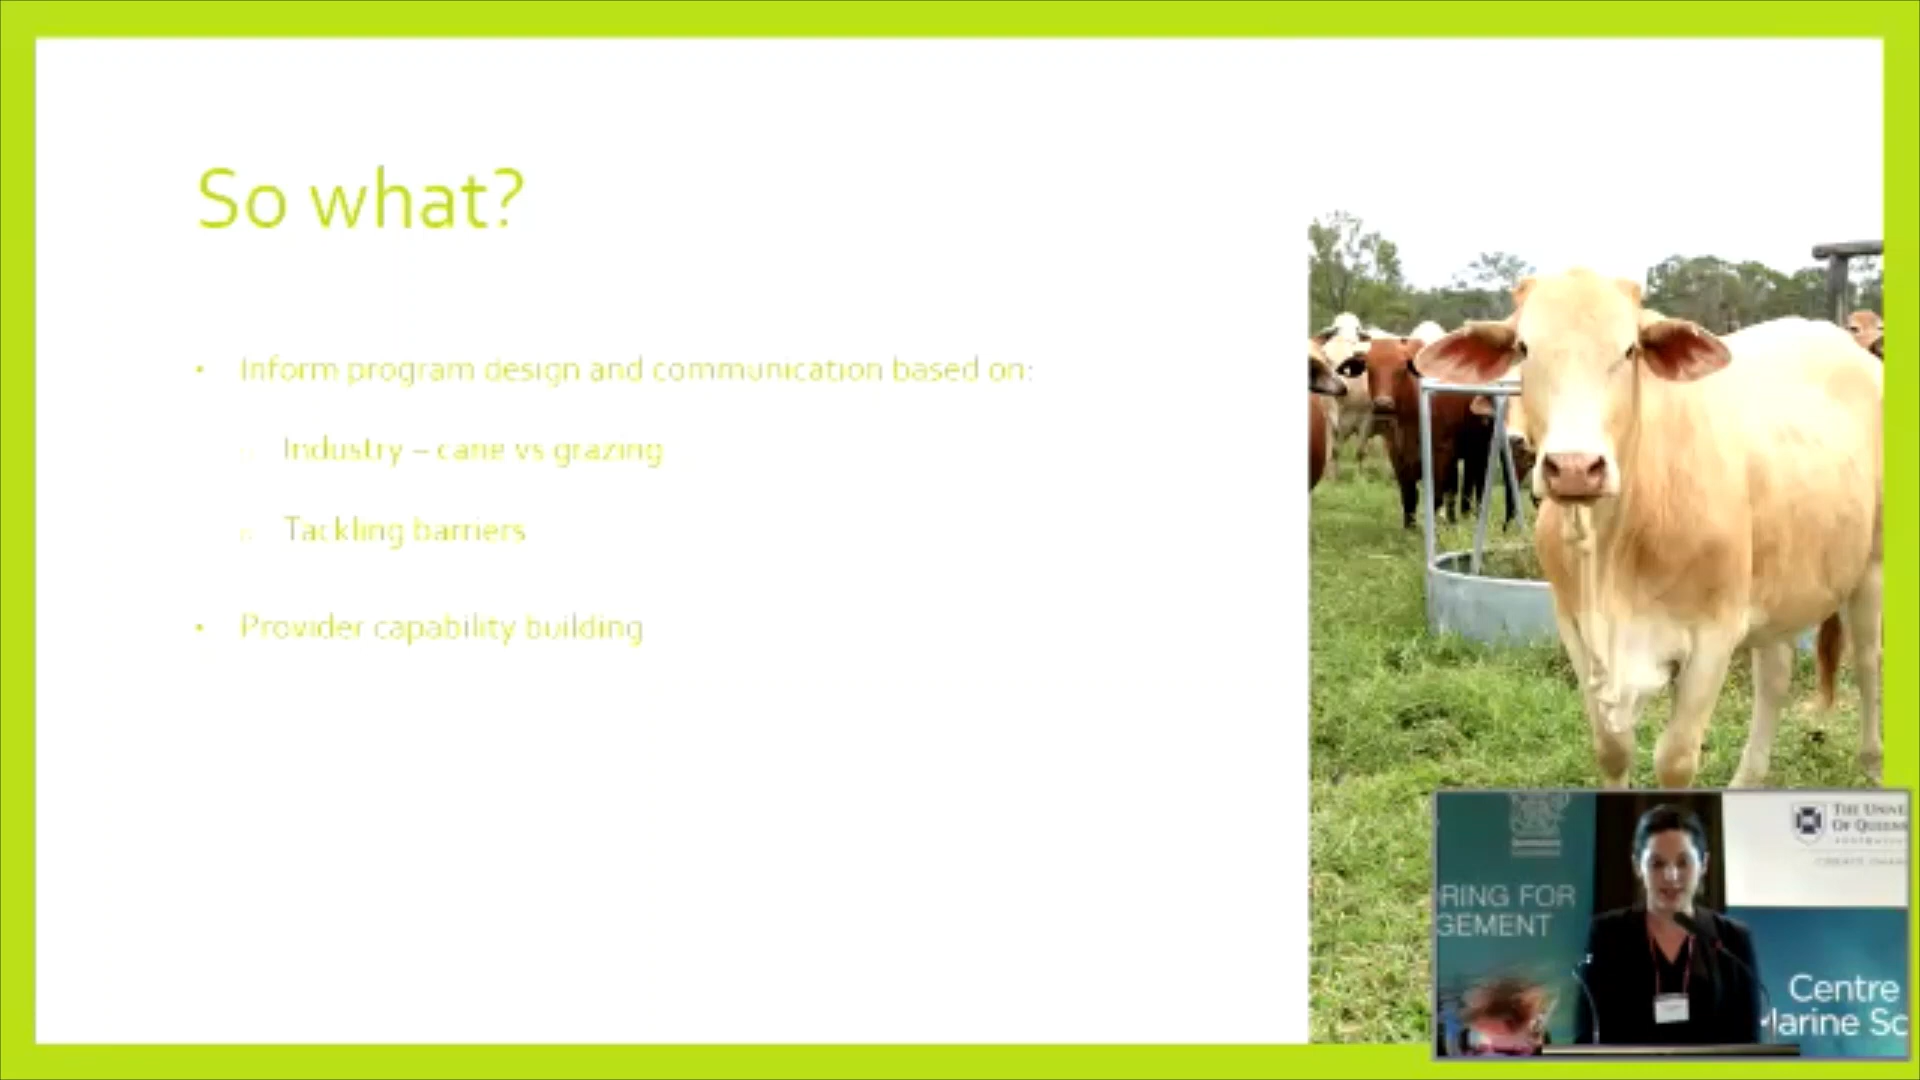 So what?
• Inform program design and communication based on:
Industry – cane vs grazing
Tackling barriers
• Provider capability building
THE UNIVE
OF QUEENS
RING FOR
GEMENT
Centre
Marine Sc